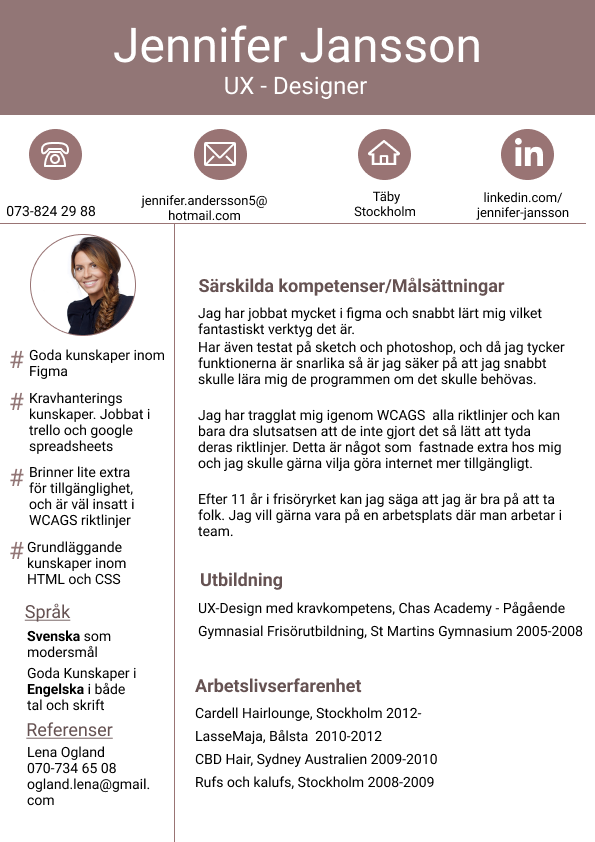 Jennifer Jansson
UX - Designer
073-824 29 88
jennifer.andersson5@
hotmail.com
Täby
Stockholm
in
linkedin.com/
jennifer-jansson
# Goda kunskaper inom
Figma
# Kravhanterings
kunskaper. Jobbat i
trello och google
spreadsheets
# Brinner lite extra
för tillgänglighet,
och är väl insatt i
WCAGS riktlinjer
# Grundläggande
kunskaper inom
HTML och CSS
Språk
Svenska som
modersmål
Goda Kunskaper i
Engelska i både
tal och skrift
Referenser
Lena Ogland
070-734 65 08
ogland.lena@gmail.
com
Särskilda kompetenser/Målsättningar
Jag har jobbat mycket i figma och snabbt lärt mig vilket
fantastiskt verktyg det är.
Har även testat på sketch och photoshop, och då jag tycker
funktionerna är snarlika så är jag säker på att jag snabbt
skulle lära mig de programmen om det skulle behövas.
Jag har tragglat mig igenom WCAGS  alla riktlinjer och kan
bara dra slutsatsen att de inte gjort det så lätt att tyda
deras riktlinjer. Detta är något som  fastnade extra hos mig
och jag skulle gärna vilja göra internet mer tillgängligt.
Efter 11 år i frisöryrket kan jag säga att jag är bra på att ta
folk. Jag vill gärna vara på en arbetsplats där man arbetar i
team.
Utbildning
UX-Design med kravkompetens, Chas Academy - Pågående
Gymnasial Frisörutbildning, St Martins Gymnasium 2005-2008
Arbetslivserfarenhet
Cardell Hairlounge, Stockholm 2012-
LasseMaja, Bålsta  2010-2012
CBD Hair, Sydney Australien 2009-2010
Rufs och kalufs, Stockholm 2008-2009